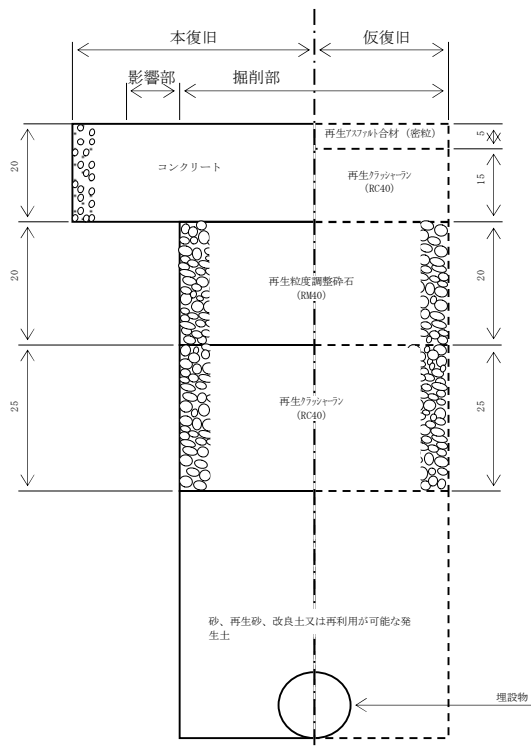 本復旧
仮復旧
影響部
掘削部
再生ｱｽﾌｧﾙﾄ合材（密粒）
5
20
コンクリート
再生ｸﾗｯｼｬｰﾗﾝ
(RC40)
15
20
再生粒度調整砕石
(RM40)
20
25
再生ｸﾗｯｼｬｰﾗﾝ
(RC40)
25
砂、再生砂、改良土又は再利用が可能な発
生土
埋設物